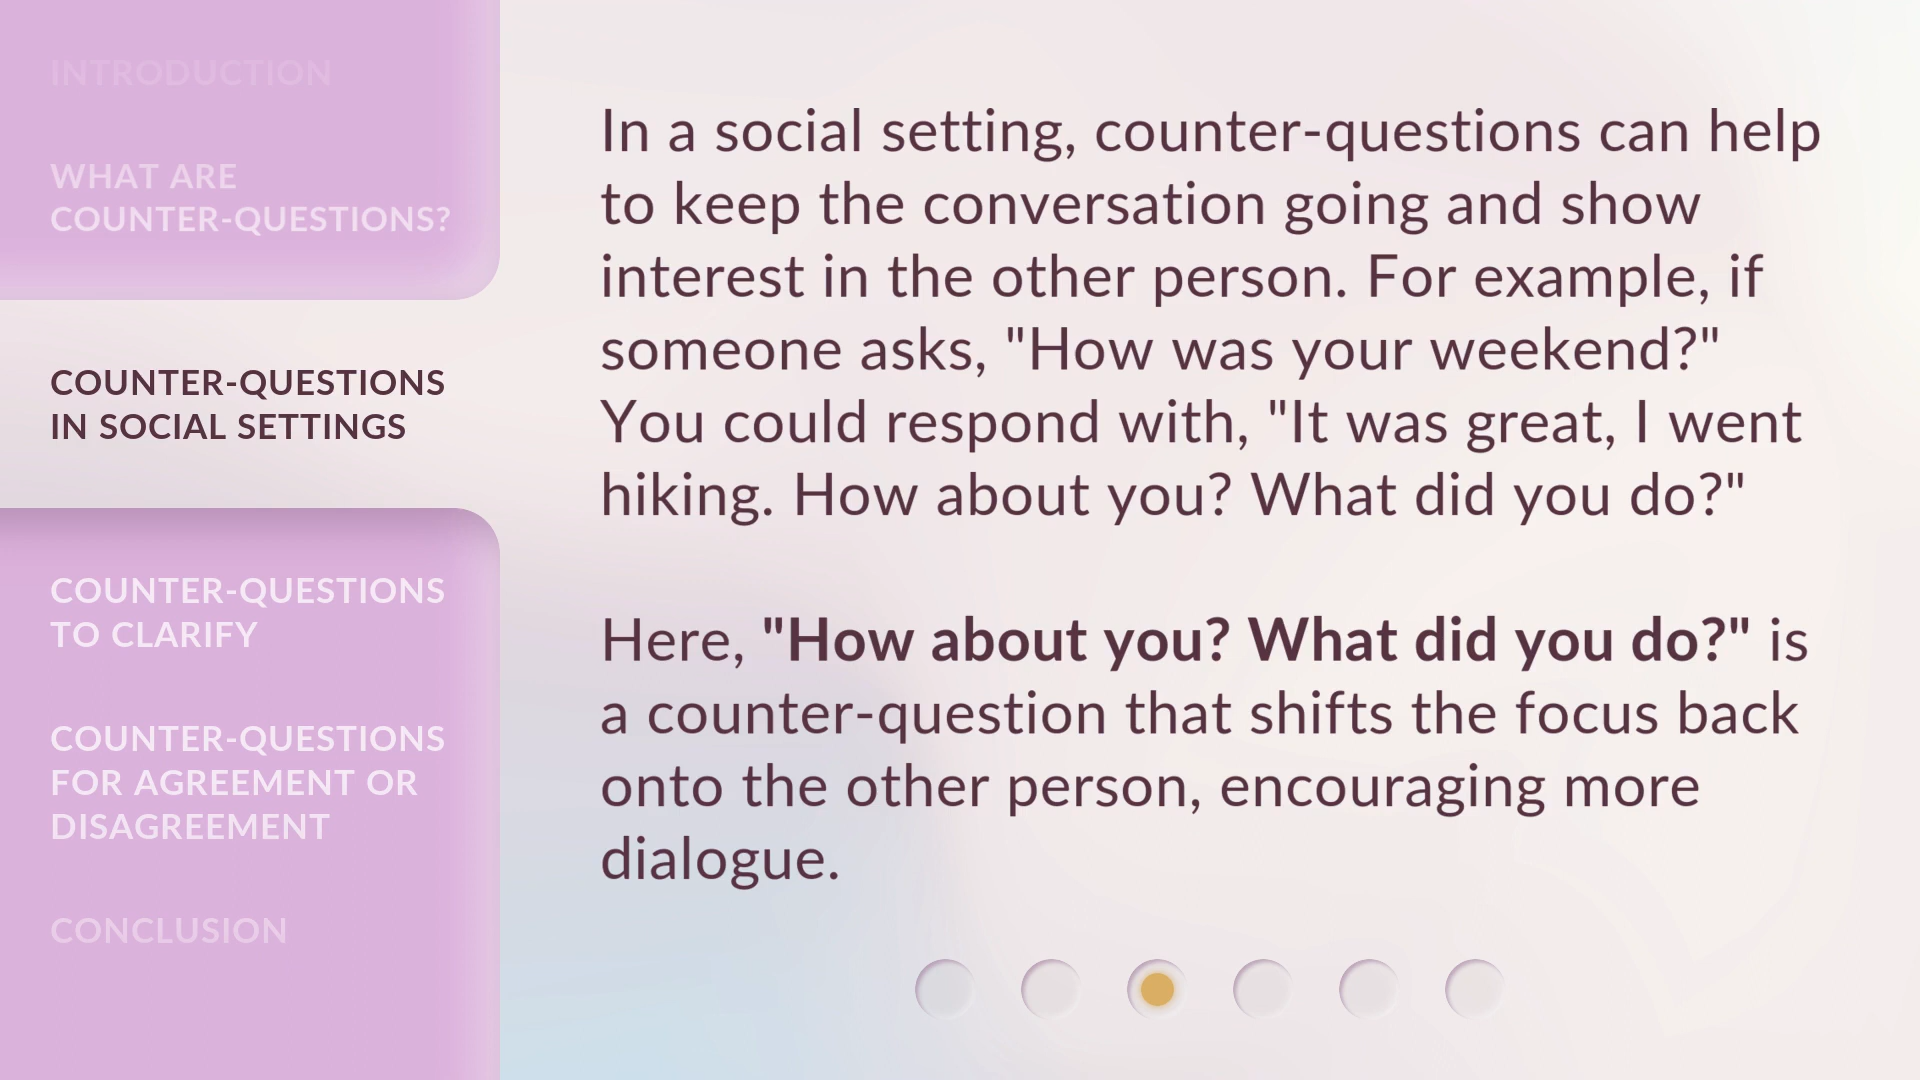 INTRODUCTION
WHAT ARE
COUNTER-QUESTIONS?
COUNTER-QUESTIONS
IN SOCIAL SETTINGS
COUNTER-QUESTIONS
TO CLARIFY
COUNTER-QUESTIONS
FOR AGREEMENT OR
DISAGREEMENT
CONCLUSION
In a social setting, counter-questions can help
to keep the conversation going and show
interest in the other person. For example, if
someone asks, "How was your weekend?"
You could respond with, "It was great, I went
hiking. How about you? What did you do?"
Here, "How about you? What did you do?" is
a counter-question that shifts the focus back
onto the other person, encouraging more
dialogue.